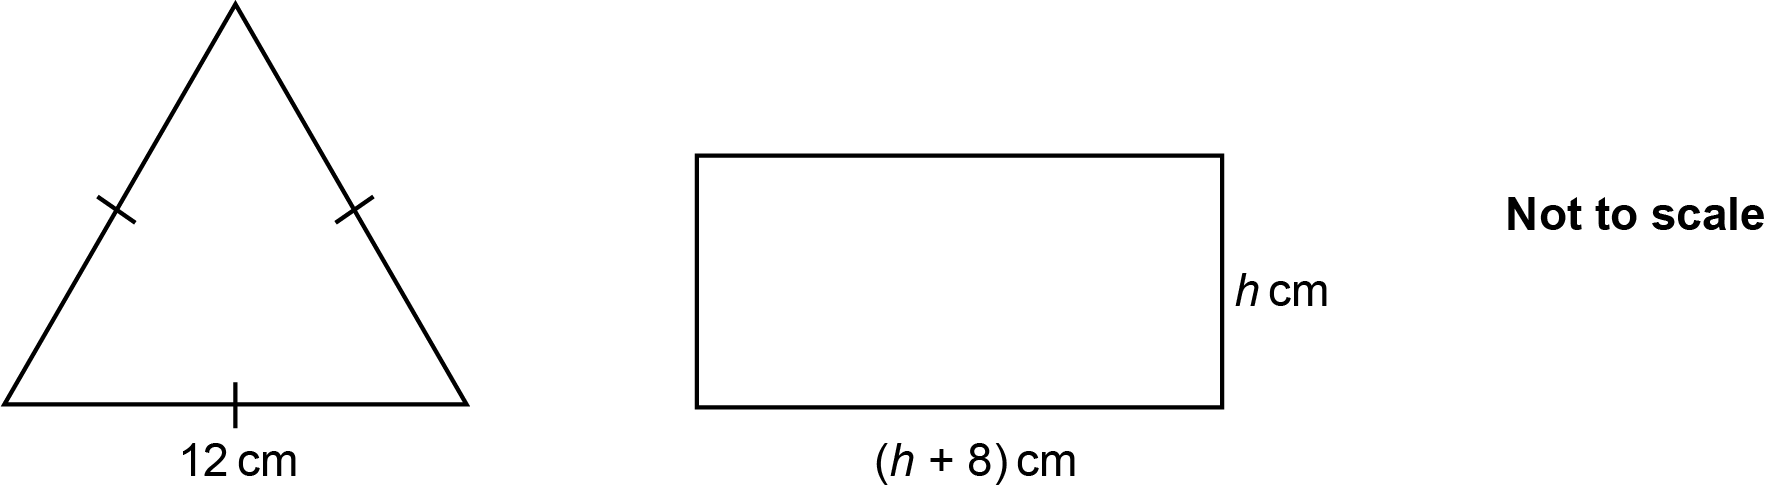 Not to scale
h cm
12 cm
(h + 8) cm